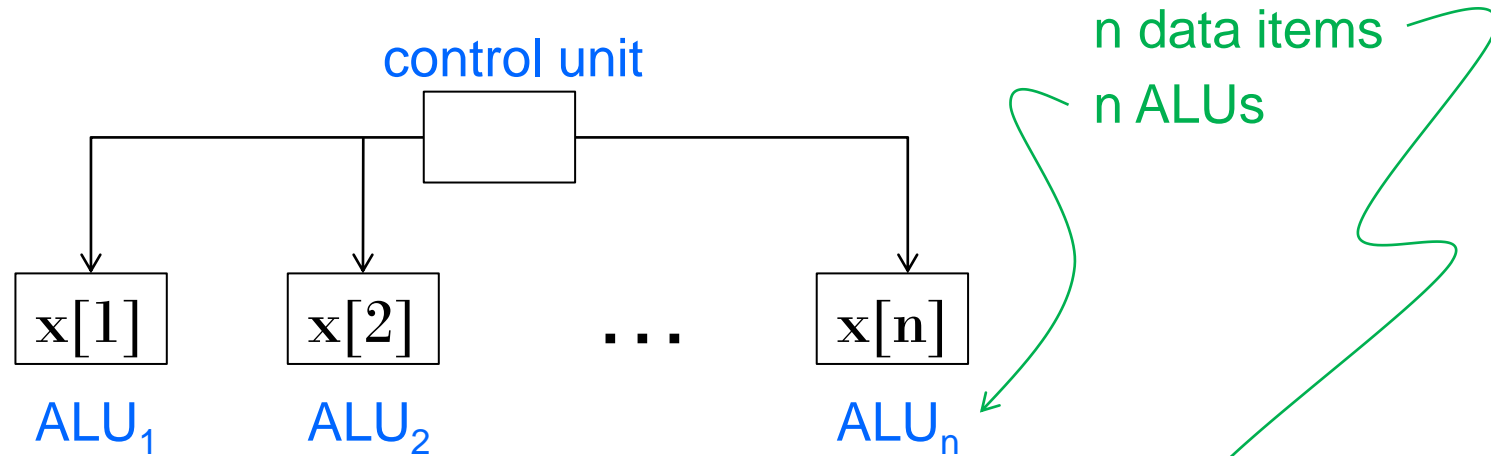 n data items
control unit
n ALUs
x[1] x[2] ... x[n]
ALU₁ ALU₂ ALUₙ